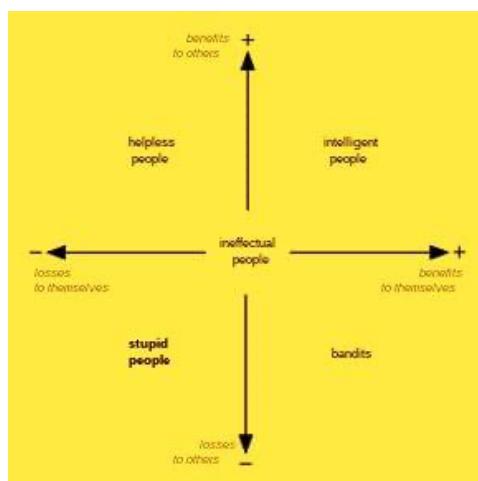 benefits +
to others
helpless
people
intelligent
people
ineffectual
people
−
+
losses
to themselves
benefits
to themselves
stupid
people
bandits
losses
to others −